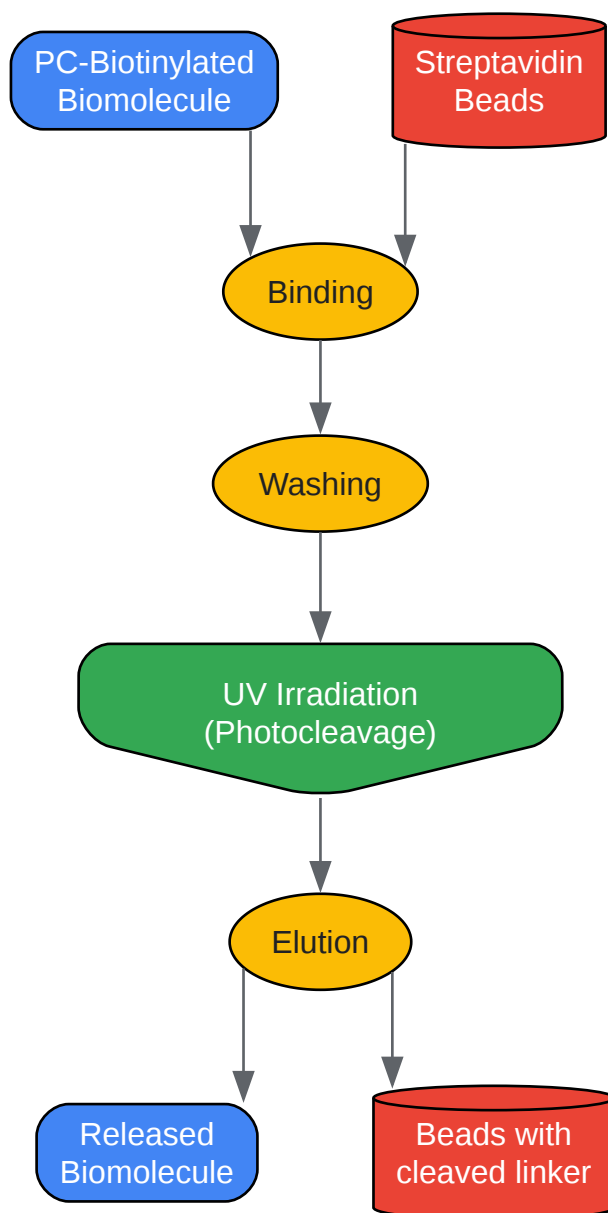 PC-Biotinylated
Biomolecule
Streptavidin
Beads
Binding
Washing
UV Irradiation
(Photocleavage)
Elution
Released
Biomolecule
Beads with
cleaved linker